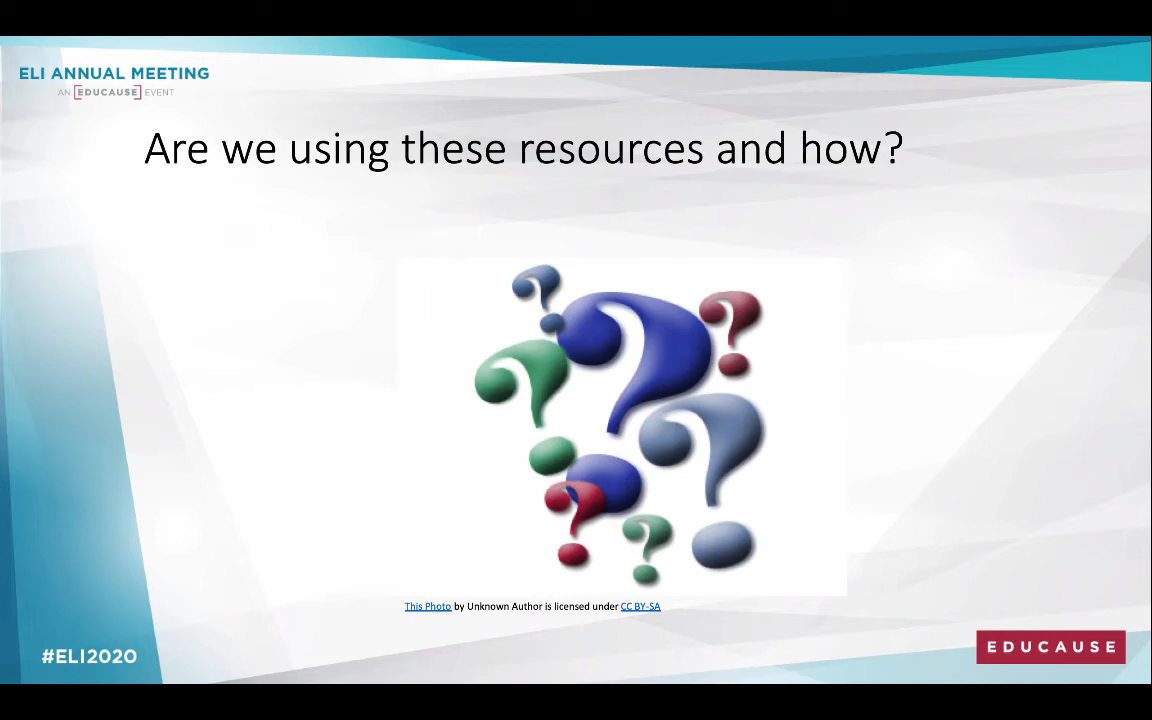 ELI ANNUAL MEETING
AN [EDUCAUSE] EVENT
Are we using these resources and how?
This Photo by Unknown Author is licensed under CC BY-SA
#ELI2020
EDUCAUSE